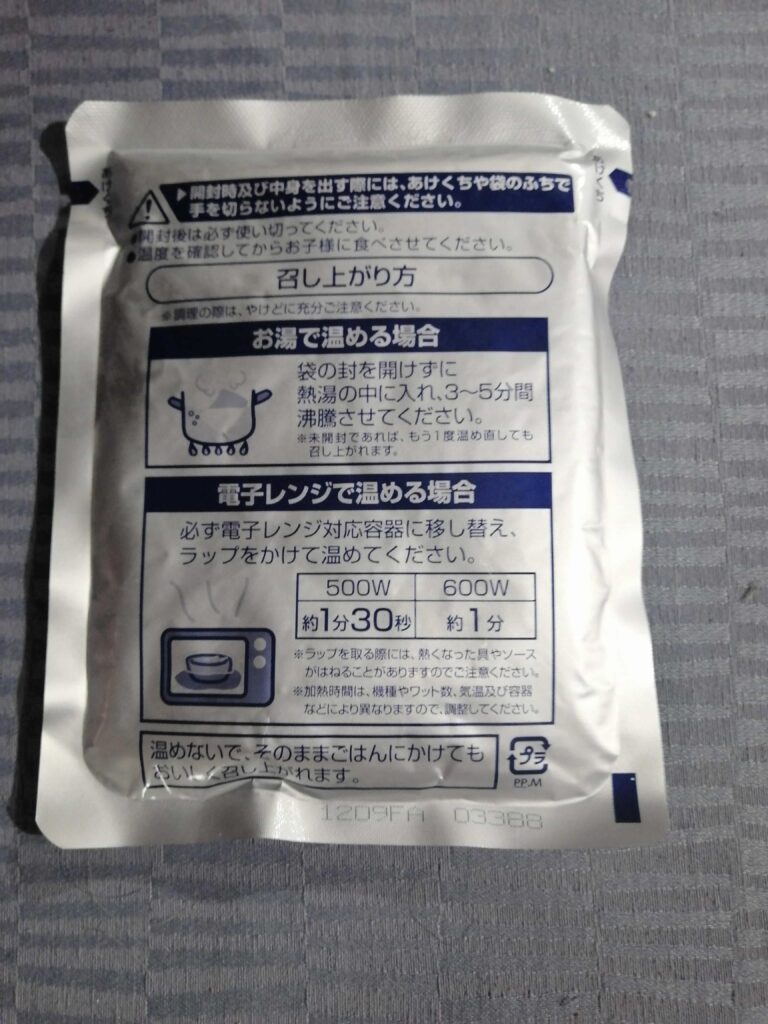 あけくち
あけくち
▶開封時及び中身を出す際には、あけくちや袋のふちで
手を切らないようにご注意ください。
●開封後は必ず使い切ってください。
●温度を確認してからお子様に食べさせてください。
召し上がり方
※調理の際は、やけどに充分ご注意ください。
お湯で温める場合
袋の封を開けずに
熱湯の中に入れ、3〜5分間
沸騰させてください。
※未開封であれば、もう1度温め直しても
召し上がれます。
電子レンジで温める場合
必ず電子レンジ対応容器に移し替え、
ラップをかけて温めてください。
500W 600W
約1分30秒 約1分
※ラップを取る際には、熱くなった具やソース
がはねることがありますのでご注意ください。
※加熱時間は、機種やワット数、気温及び容器
などにより異なりますので、調整してください。
温めないで、そのままごはんにかけても
おいしく召し上がれます。
プラ
PP.M
1209FA 03388